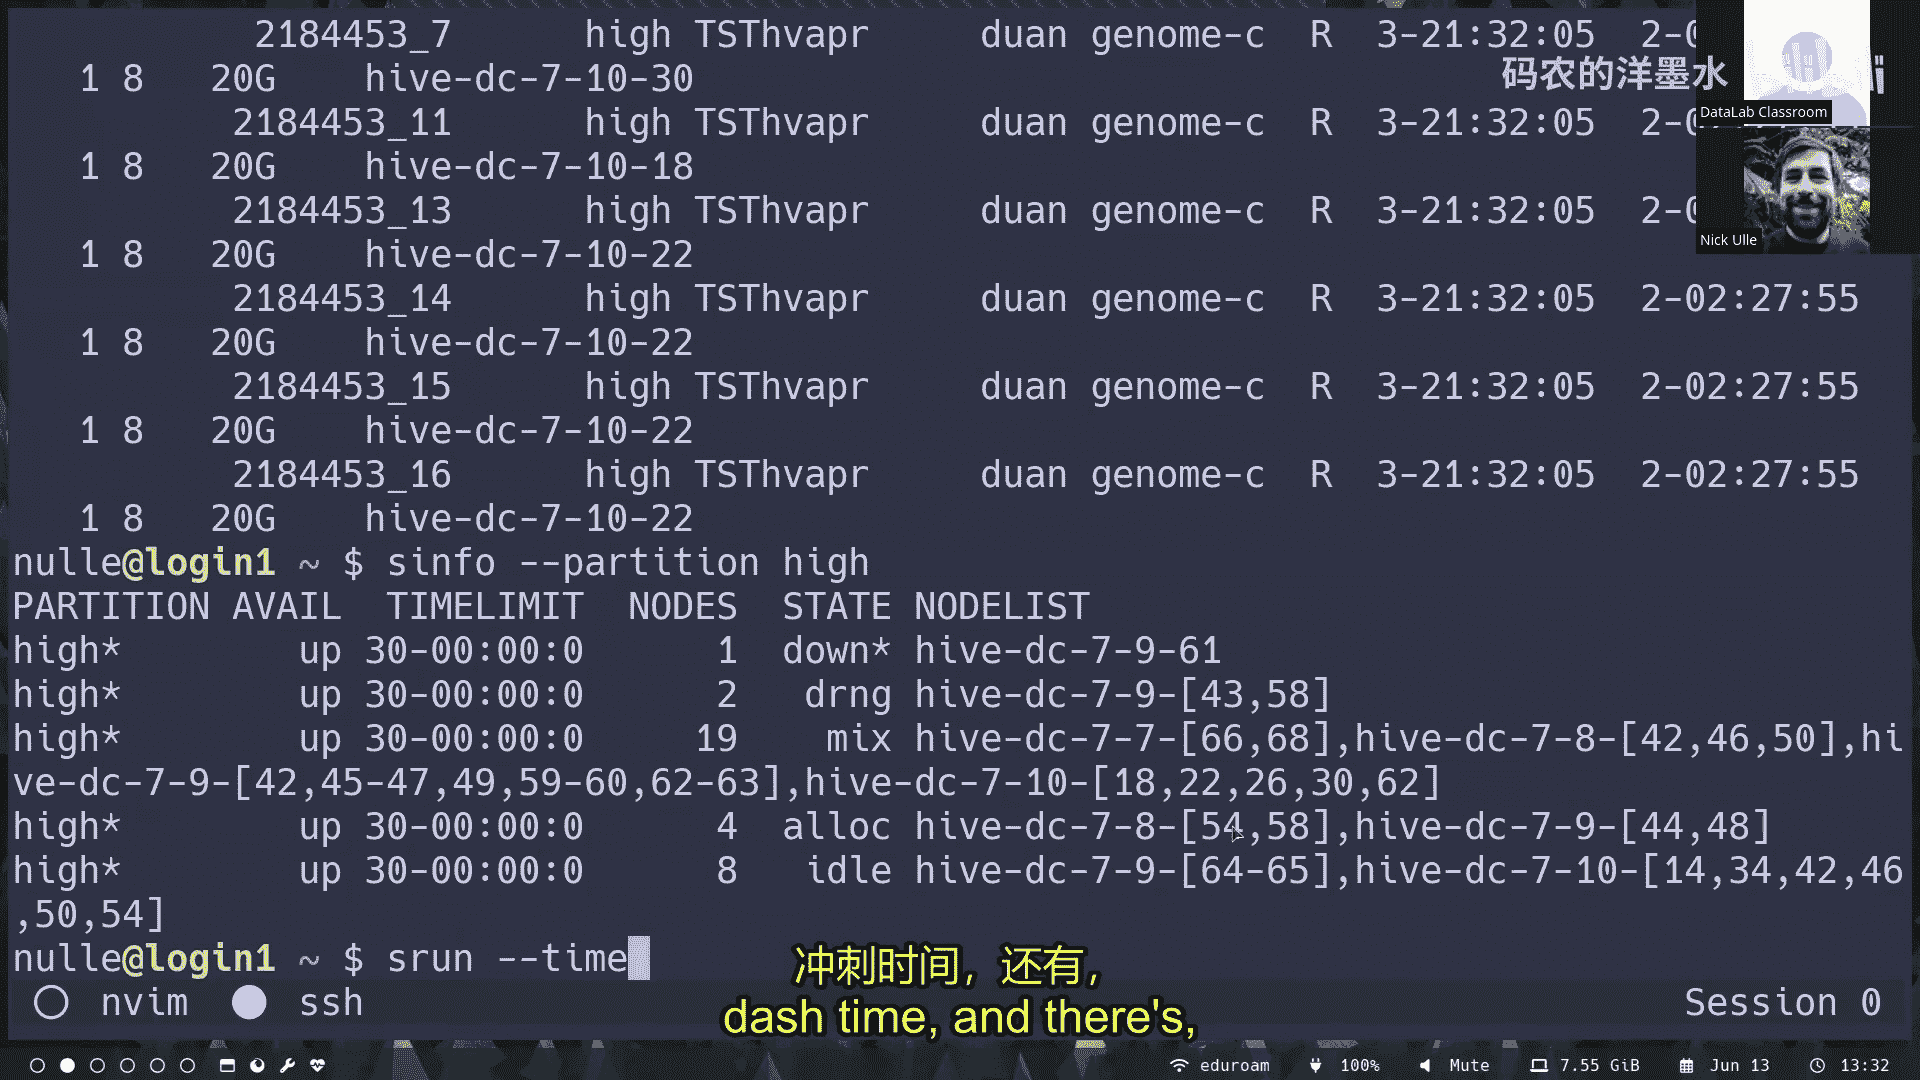 2184453_7 high TSThvapr duan genome-c R 3-21:32:05 2-0
1 8 20G hive-dc-7-10-30
码农的洋墨水
DataLab Classroom
2184453_11 high TSThvapr duan genome-c R 3-21:32:05 2-0
1 8 20G hive-dc-7-10-18
2184453_13 high TSThvapr duan genome-c R 3-21:32:05 2-0
Nick Ulle
1 8 20G hive-dc-7-10-22
2184453_14 high TSThvapr duan genome-c R 3-21:32:05 2-02:27:55
1 8 20G hive-dc-7-10-22
2184453_15 high TSThvapr duan genome-c R 3-21:32:05 2-02:27:55
1 8 20G hive-dc-7-10-22
2184453_16 high TSThvapr duan genome-c R 3-21:32:05 2-02:27:55
1 8 20G hive-dc-7-10-22
nulle@login1 ~ $ sinfo --partition high
PARTITION AVAIL TIMELIMIT NODES STATE NODELIST
high* up 30-00:00:0 1 down* hive-dc-7-9-61
high* up 30-00:00:0 2 drng hive-dc-7-9-[43,58]
high* up 30-00:00:0 19 mix hive-dc-7-7-[66,68],hive-dc-7-8-[42,46,50],hi
ve-dc-7-9-[42,45-47,49,59-60,62-63],hive-dc-7-10-[18,22,26,30,62]
high* up 30-00:00:0 4 alloc hive-dc-7-8-[54,58],hive-dc-7-9-[44,48]
high* up 30-00:00:0 8 idle hive-dc-7-9-[64-65],hive-dc-7-10-[14,34,42,46
,50,54]
nulle@login1 ~ $ srun --time
冲刺时间，还有，
dash time, and there's,
nvim ssh Session 0
eduroam 100% Mute 7.55 GiB Jun 13 13:32